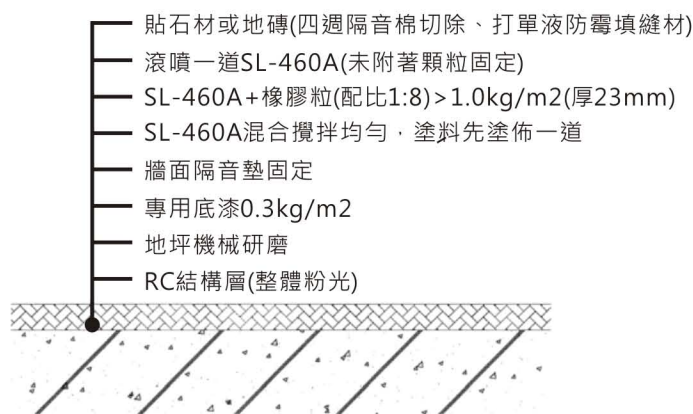 貼石材或地磚(四週隔音棉切除、打單液防霉填縫材)
滾噴一道SL-460A(未附著顆粒固定)
SL-460A+橡膠粒(配比1:8)>1.0kg/m2(厚23mm)
SL-460A混合攪拌均勻，塗料先塗佈一道
牆面隔音墊固定
專用底漆0.3kg/m2
地坪機械研磨
RC結構層(整體粉光)